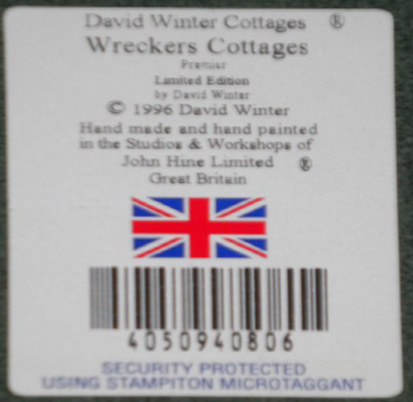 David Winter Cottages ®
Wreckers Cottages
Premier
Limited Edition
by David Winter
© 1996 David Winter
Hand made and hand painted
in the Studios & Workshops of
John Hine Limited ®
Great Britain
4050940806
SECURITY PROTECTED
USING STAMPITON MICROTAGGANT